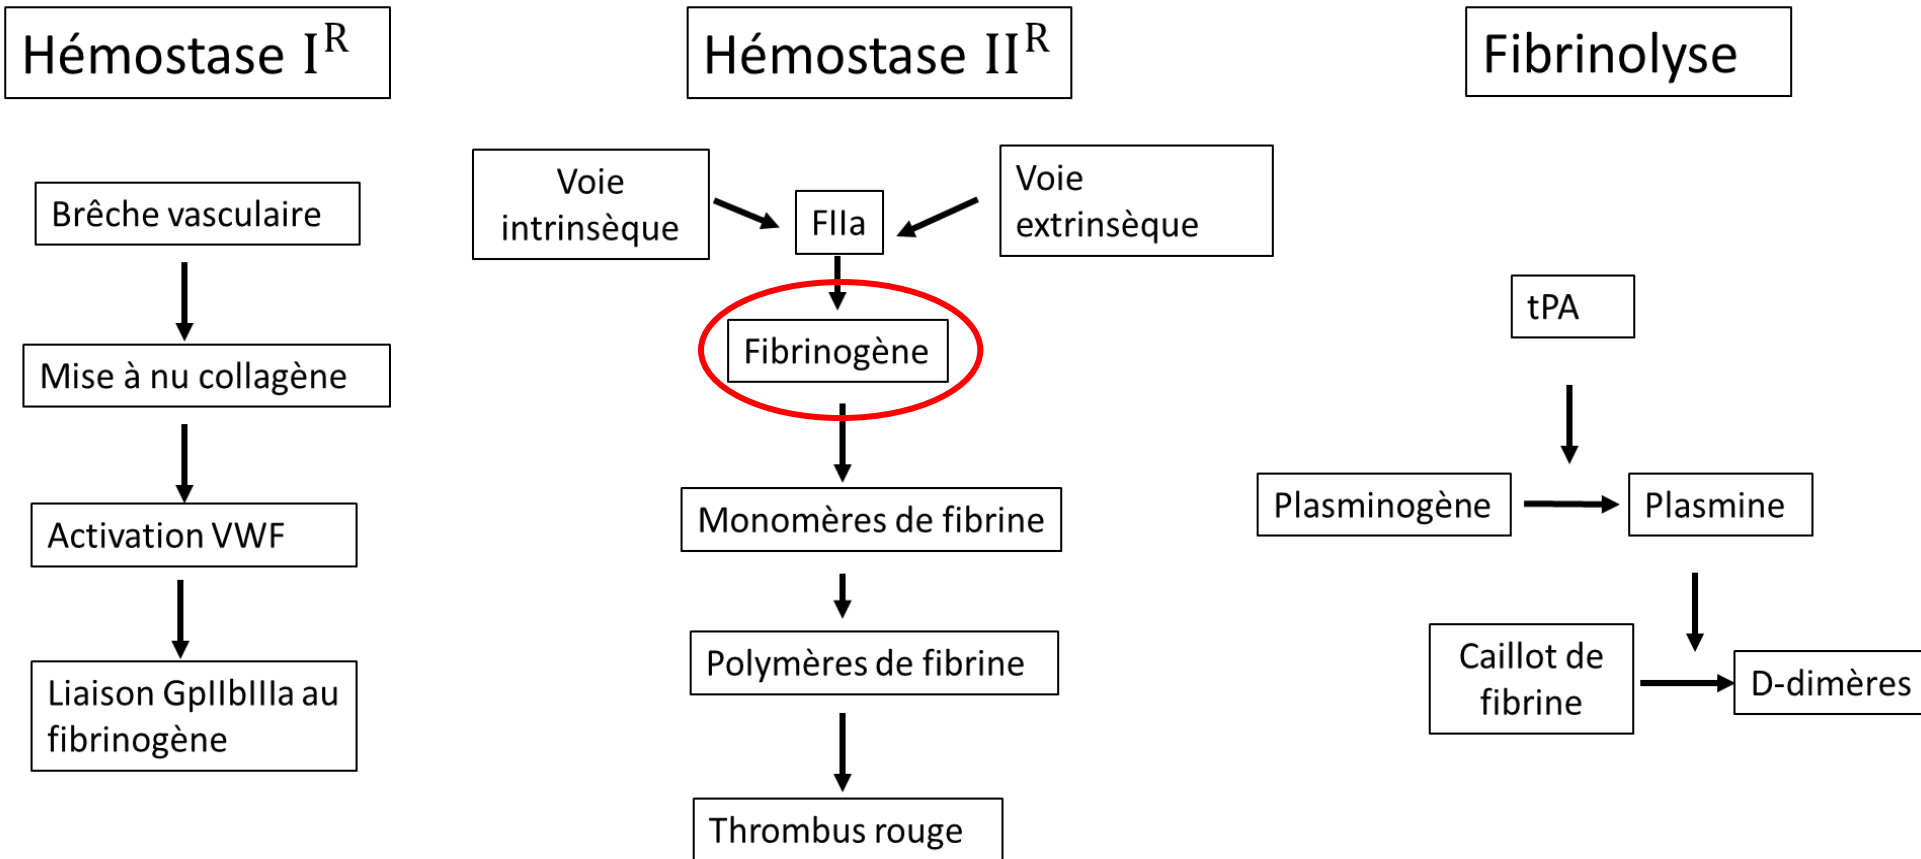 Hémostase Iᴿ
Brêche vasculaire
Mise à nu collagène
Activation VWF
Liaison GpIIbIIIa au
fibrinogène
Hémostase IIᴿ
Voie
intrinsèque
FIIa
Voie
extrinsèque
Fibrinogène
Monomères de fibrine
Polymères de fibrine
Thrombus rouge
Fibrinolyse
tPA
Plasminogène
Plasmine
Caillot de
fibrine
D-dimères